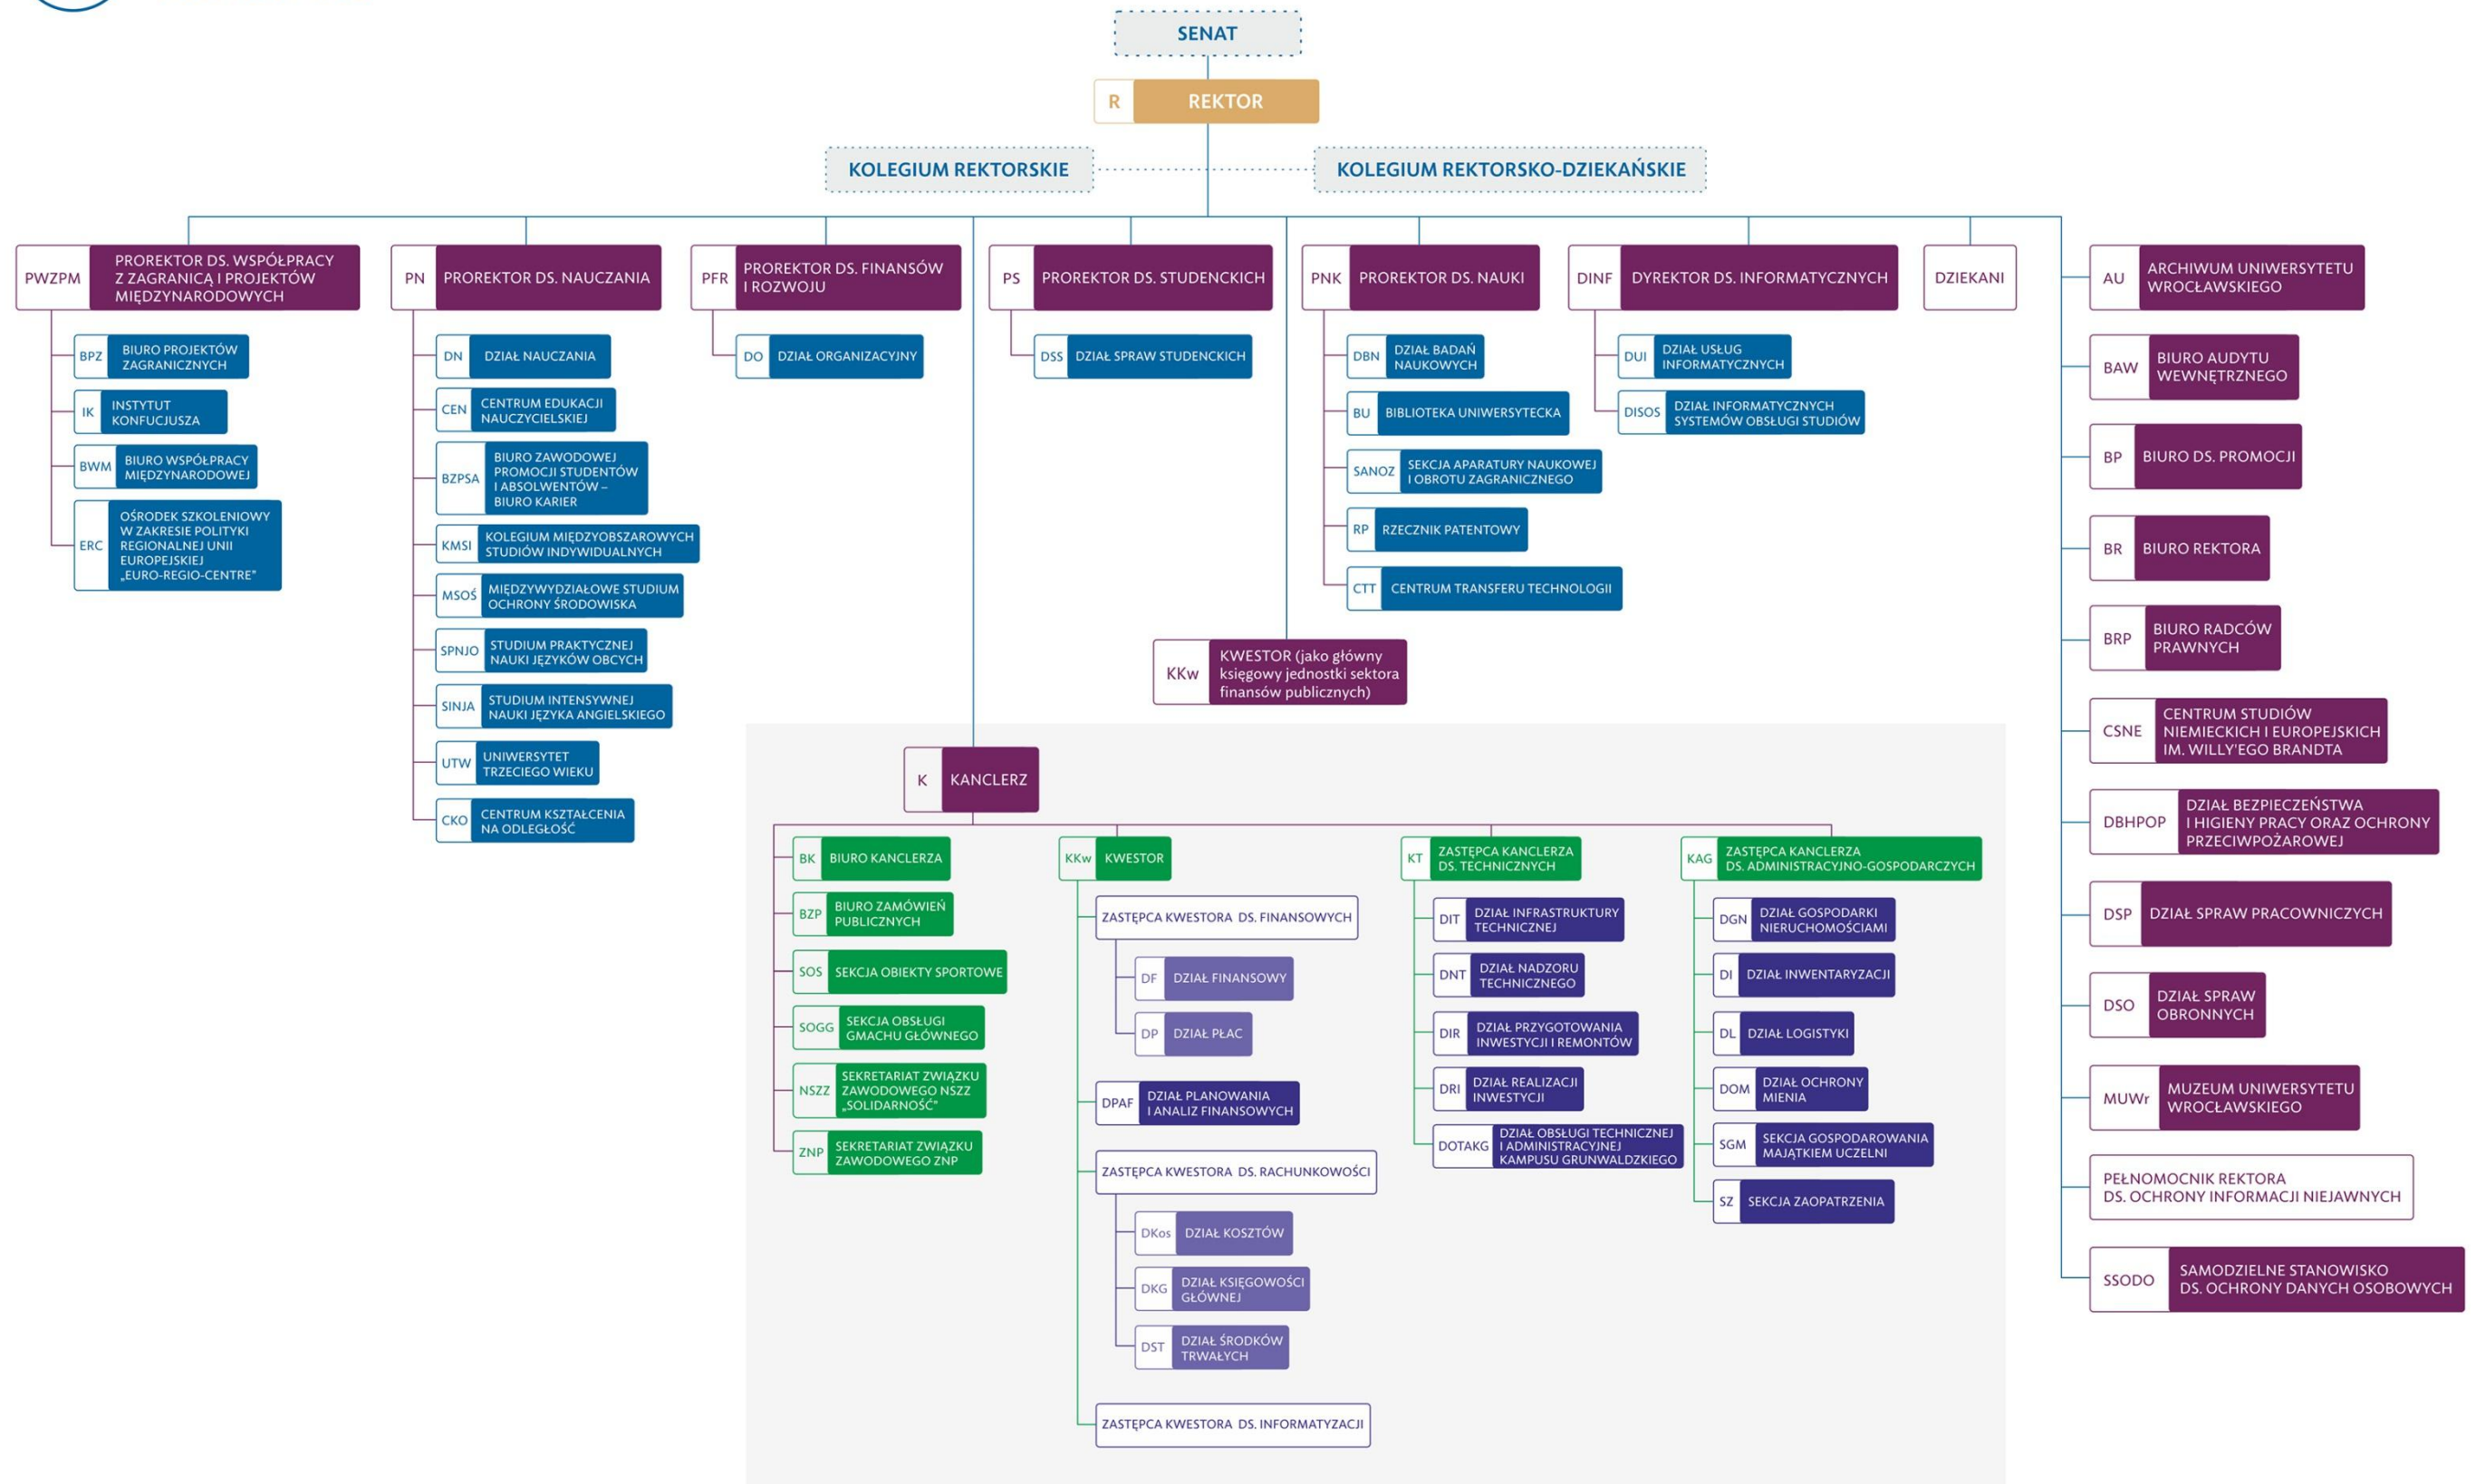 SENAT
R
REKTOR
KOLEGIUM REKTORSKIE
KOLEGIUM REKTORSKO-DZIEKAŃSKIE
PWZPM
PROREKTOR DS. WSPÓŁPRACY
Z ZAGRANICĄ I PROJEKTÓW
MIĘDZYNARODOWYCH
BPZ
BIURO PROJEKTÓW
ZAGRANICZNYCH
IK
INSTYTUT
KONFUCJUSZA
BWM
BIURO WSPÓŁPRACY
MIĘDZYNARODOWEJ
ERC
OŚRODEK SZKOLENIOWY
W ZAKRESIE POLITYKI
REGIONALNEJ UNII
EUROPEJSKIEJ
„EURO-REGIO-CENTRE”
PN
PROREKTOR DS. NAUCZANIA
DN
DZIAŁ NAUCZANIA
CEN
CENTRUM EDUKACJI
NAUCZYCIELSKIEJ
BZPSA
BIURO ZAWODOWEJ
PROMOCJI STUDENTÓW
I ABSOLWENTÓW –
BIURO KARIER
KMSI
KOLEGIUM MIĘDZYOBSZAROWYCH
STUDIÓW INDYWIDUALNYCH
MSOŚ
MIĘDZYWYDZIAŁOWE STUDIUM
OCHRONY ŚRODOWISKA
SPNJO
STUDIUM PRAKTYCZNEJ
NAUKI JĘZYKÓW OBCYCH
SINJA
STUDIUM INTENSYWNEJ
NAUKI JĘZYKA ANGIELSKIEGO
UTW
UNIWERSYTET
TRZECIEGO WIEKU
CKO
CENTRUM KSZTAŁCENIA
NA ODLEGŁOŚĆ
PFR
PROREKTOR DS. FINANSÓW
I ROZWOJU
DO
DZIAŁ ORGANIZACYJNY
PS
PROREKTOR DS. STUDENCKICH
DSS
DZIAŁ SPRAW STUDENCKICH
PNK
PROREKTOR DS. NAUKI
DBN
DZIAŁ BADAŃ
NAUKOWYCH
BU
BIBLIOTEKA UNIWERSYTECKA
SANOZ
SEKCJA APARATURY NAUKOWEJ
I OBROTU ZAGRANICZNEGO
RP
RZECZNIK PATENTOWY
CTT
CENTRUM TRANSFERU TECHNOLOGII
DINF
DYREKTOR DS. INFORMATYCZNYCH
DUI
DZIAŁ USŁUG
INFORMATYCZNYCH
DISOS
DZIAŁ INFORMATYCZNYCH
SYSTEMÓW OBSŁUGI STUDIÓW
DZIEKANI
KKw
KWESTOR (jako główny
księgowy jednostki sektora
finansów publicznych)
K
KANCLERZ
BK
BIURO KANCLERZA
BZP
BIURO ZAMÓWIEŃ
PUBLICZNYCH
SOS
SEKCJA OBIEKTY SPORTOWE
SOGG
SEKCJA OBSŁUGI
GMACHU GŁÓWNEGO
NSZZ
SEKRETARIAT ZWIĄZKU
ZAWODOWEGO NSZZ
„SOLIDARNOŚĆ”
ZNP
SEKRETARIAT ZWIĄZKU
ZAWODOWEGO ZNP
KKw
KWESTOR
ZASTĘPCA KWESTORA DS. FINANSOWYCH
DF
DZIAŁ FINANSOWY
DP
DZIAŁ PŁAC
DPAF
DZIAŁ PLANOWANIA
I ANALIZ FINANSOWYCH
ZASTĘPCA KWESTORA DS. RACHUNKOWOŚCI
DKos
DZIAŁ KOSZTÓW
DKG
DZIAŁ KSIĘGOWOŚCI
GŁÓWNEJ
DST
DZIAŁ ŚRODKÓW
TRWAŁYCH
ZASTĘPCA KWESTORA DS. INFORMATYZACJI
KT
ZASTĘPCA KANCLERZA
DS. TECHNICZNYCH
DIT
DZIAŁ INFRASTRUKTURY
TECHNICZNEJ
DNT
DZIAŁ NADZORU
TECHNICZNEGO
DIR
DZIAŁ PRZYGOTOWANIA
INWESTYCJI I REMONTÓW
DRI
DZIAŁ REALIZACJI
INWESTYCJI
DOTAKG
DZIAŁ OBSŁUGI TECHNICZNEJ
I ADMINISTRACYJNEJ
KAMPUSU GRUNWALDZKIEGO
KAG
ZASTĘPCA KANCLERZA
DS. ADMINISTRACYJNO-GOSPODARCZYCH
DGN
DZIAŁ GOSPODARKI
NIERUCHOMOŚCIAMI
DI
DZIAŁ INWENTARYZACJI
DL
DZIAŁ LOGISTYKI
DOM
DZIAŁ OCHRONY
MIENIA
SGM
SEKCJA GOSPODAROWANIA
MAJĄTKIEM UCZELNI
SZ
SEKCJA ZAOPATRZENIA
AU
ARCHIWUM UNIWERSYTETU
WROCŁAWSKIEGO
BAW
BIURO AUDYTU
WEWNĘTRZNEGO
BP
BIURO DS. PROMOCJI
BR
BIURO REKTORA
BRP
BIURO RADCÓW
PRAWNYCH
CSNE
CENTRUM STUDIÓW
NIEMIECKICH I EUROPEJSKICH
IM. WILLY'EGO BRANDTA
DBHPOP
DZIAŁ BEZPIECZEŃSTWA
I HIGIENY PRACY ORAZ OCHRONY
PRZECIWPOŻAROWEJ
DSP
DZIAŁ SPRAW PRACOWNICZYCH
DSO
DZIAŁ SPRAW
OBRONNYCH
MUWr
MUZEUM UNIWERSYTETU
WROCŁAWSKIEGO
PEŁNOMOCNIK REKTORA
DS. OCHRONY INFORMACJI NIEJAWNYCH
SSODO
SAMODZIELNE STANOWISKO
DS. OCHRONY DANYCH OSOBOWYCH